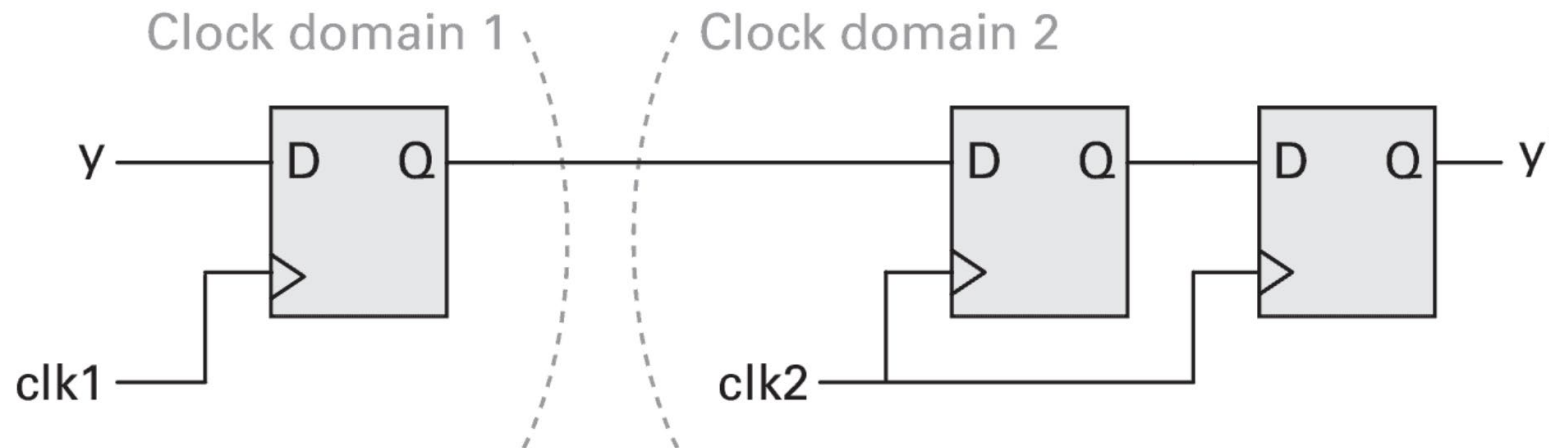 Clock domain 1
Clock domain 2
y
D Q
D Q
D Q
y
clk1
clk2